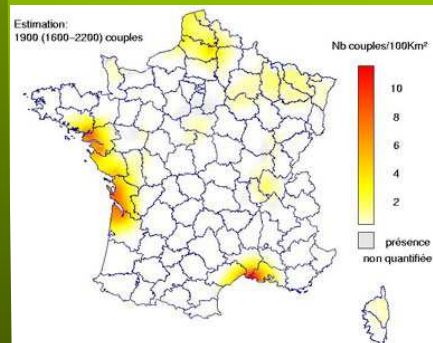 Estimation:
1900 (1600–2200) couples
Nb couples/100Km²
10
8
6
4
2
présence
non quantifiée